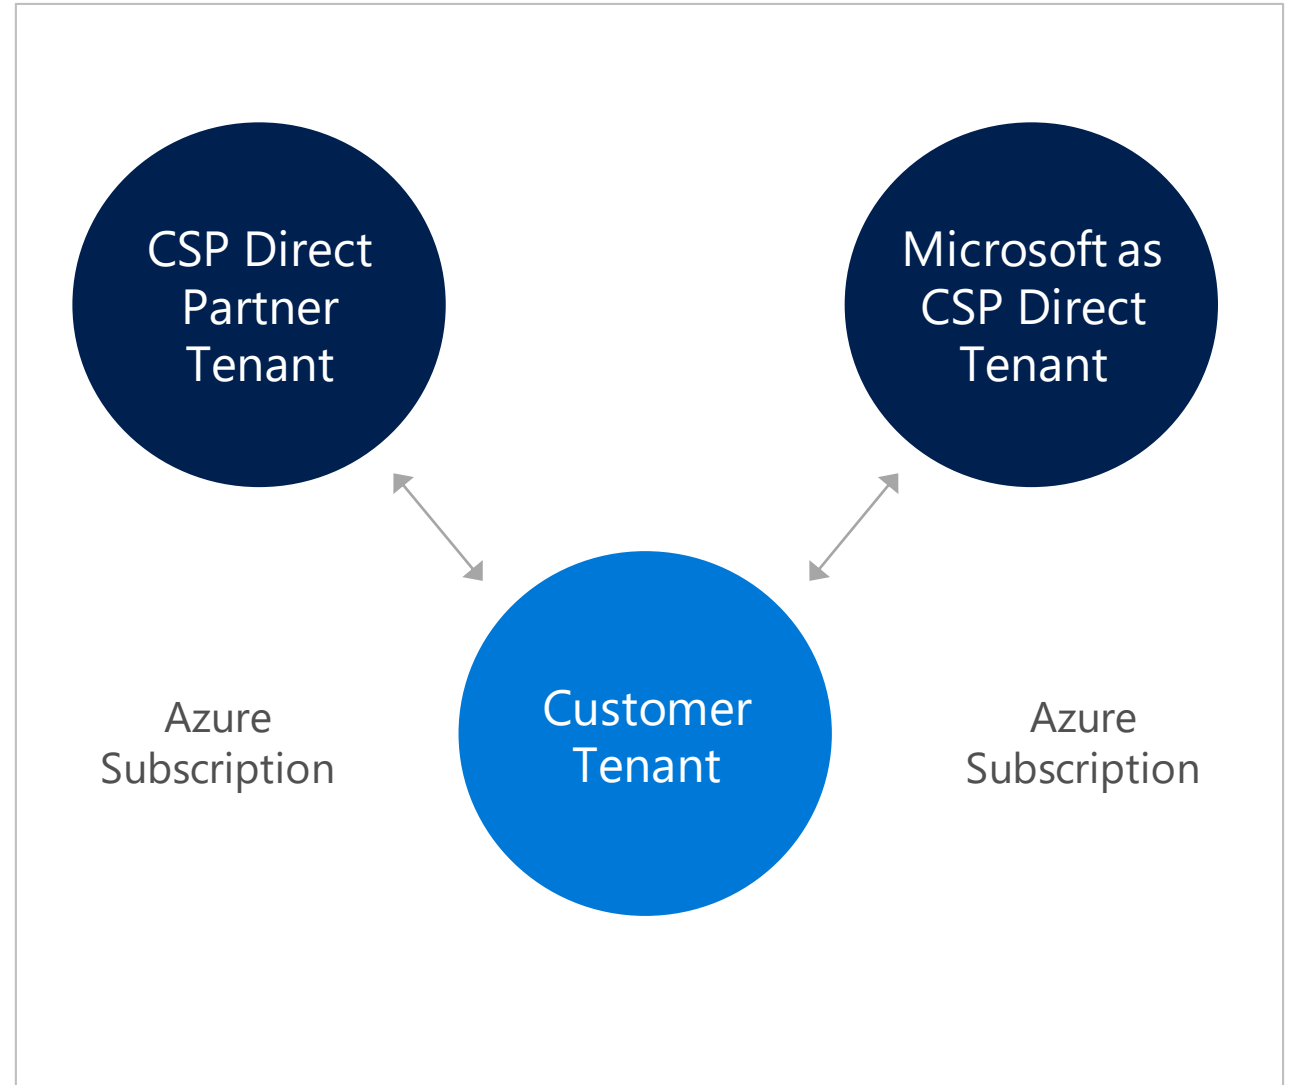 CSP Direct
Partner
Tenant
Microsoft as
CSP Direct
Tenant
Customer
Tenant
Azure
Subscription
Azure
Subscription